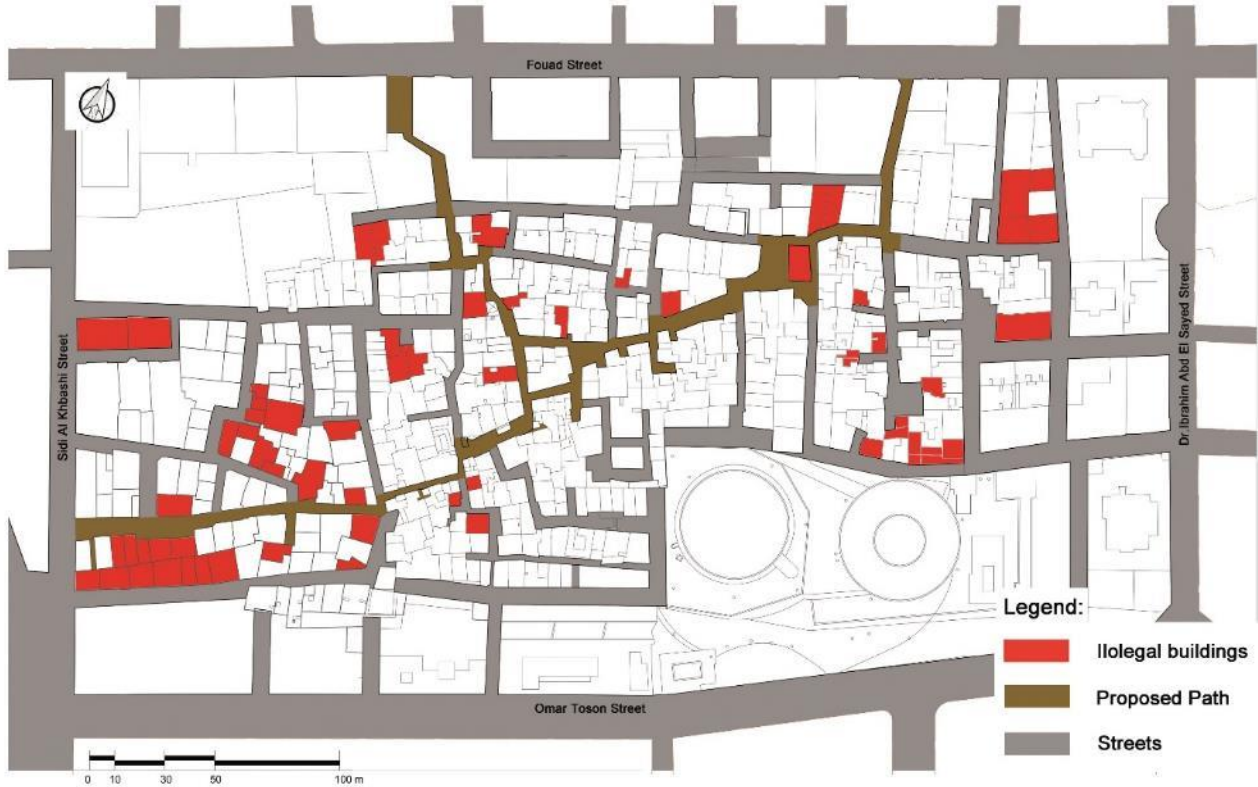 Fouad Street
Sidi Al Khbashi Street
Dr.Ibrahim Abd El Sayed Street
Legend:
Ilolegal buildings
Proposed Path
Streets
Omar Toson Street
0 10 30 50 100 m